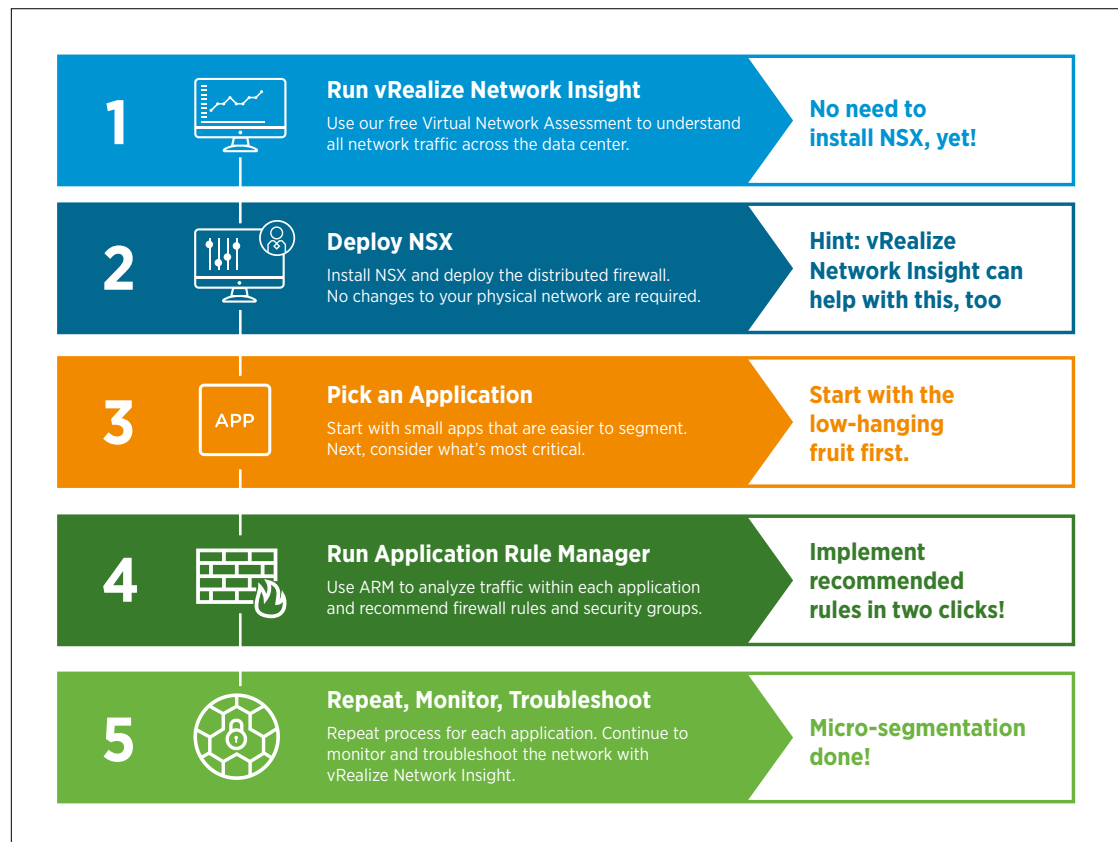 1
Run vRealize Network Insight
Use our free Virtual Network Assessment to understand
all network traffic across the data center.
No need to
install NSX, yet!
2
Deploy NSX
Install NSX and deploy the distributed firewall.
No changes to your physical network are required.
Hint: vRealize
Network Insight can
help with this, too
3
APP
Pick an Application
Start with small apps that are easier to segment.
Next, consider what's most critical.
Start with the
low-hanging
fruit first.
4
Run Application Rule Manager
Use ARM to analyze traffic within each application
and recommend firewall rules and security groups.
Implement
recommended
rules in two clicks!
5
Repeat, Monitor, Troubleshoot
Repeat process for each application. Continue to
monitor and troubleshoot the network with
vRealize Network Insight.
Micro-segmentation
done!